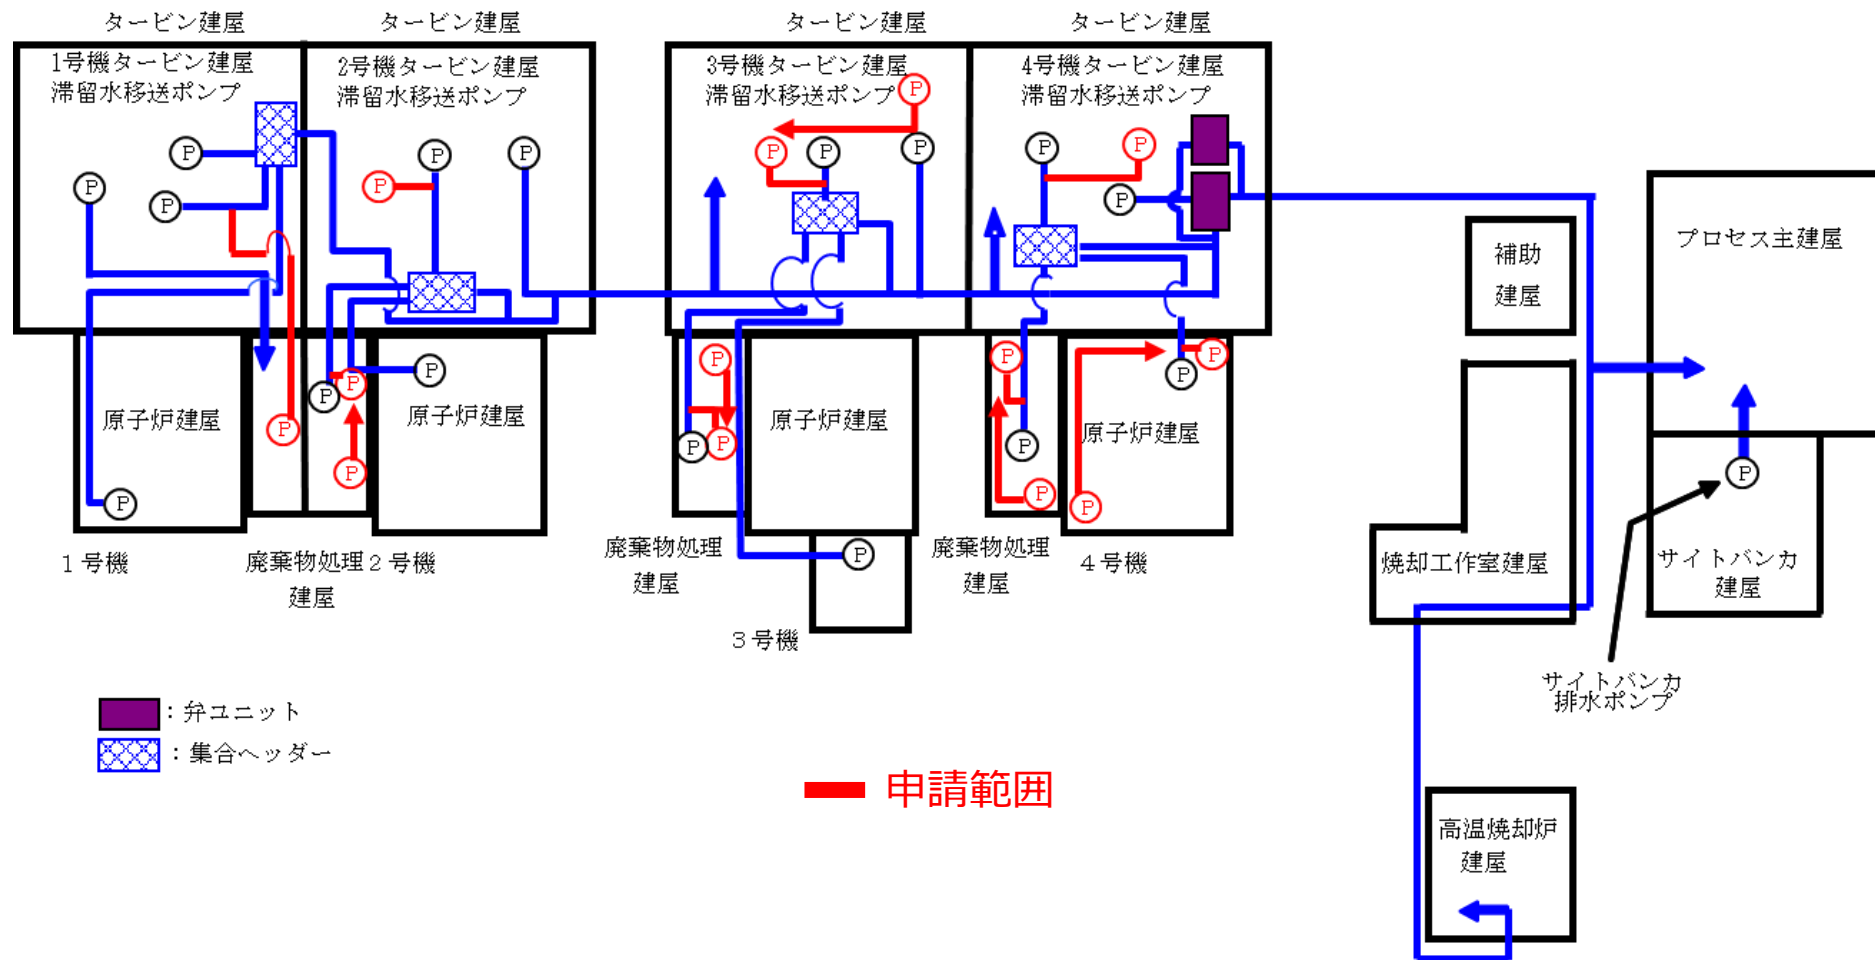 タービン建屋
タービン建屋
タービン建屋
タービン建屋
1号機タービン建屋
滞留水移送ポンプ
2号機タービン建屋
滞留水移送ポンプ
3号機タービン建屋
滞留水移送ポンプ
4号機タービン建屋
滞留水移送ポンプ
P
P
P
P
P
P
P
P
P
P
P
P
P
P
プロセス主建屋
補助
建屋
原子炉建屋
P
P
P
P
P
P
原子炉建屋
P
P
P
原子炉建屋
P
P
P
P
P
P
原子炉建屋
P
P
焼却工作室建屋
サイトバンカ
建屋
1号機
廃棄物処理
建屋
2号機
廃棄物処理
建屋
P
3号機
廃棄物処理
建屋
4号機
サイトバンカ
排水ポンプ
：弁ユニット
：集合ヘッダー
申請範囲
高温焼却炉
建屋